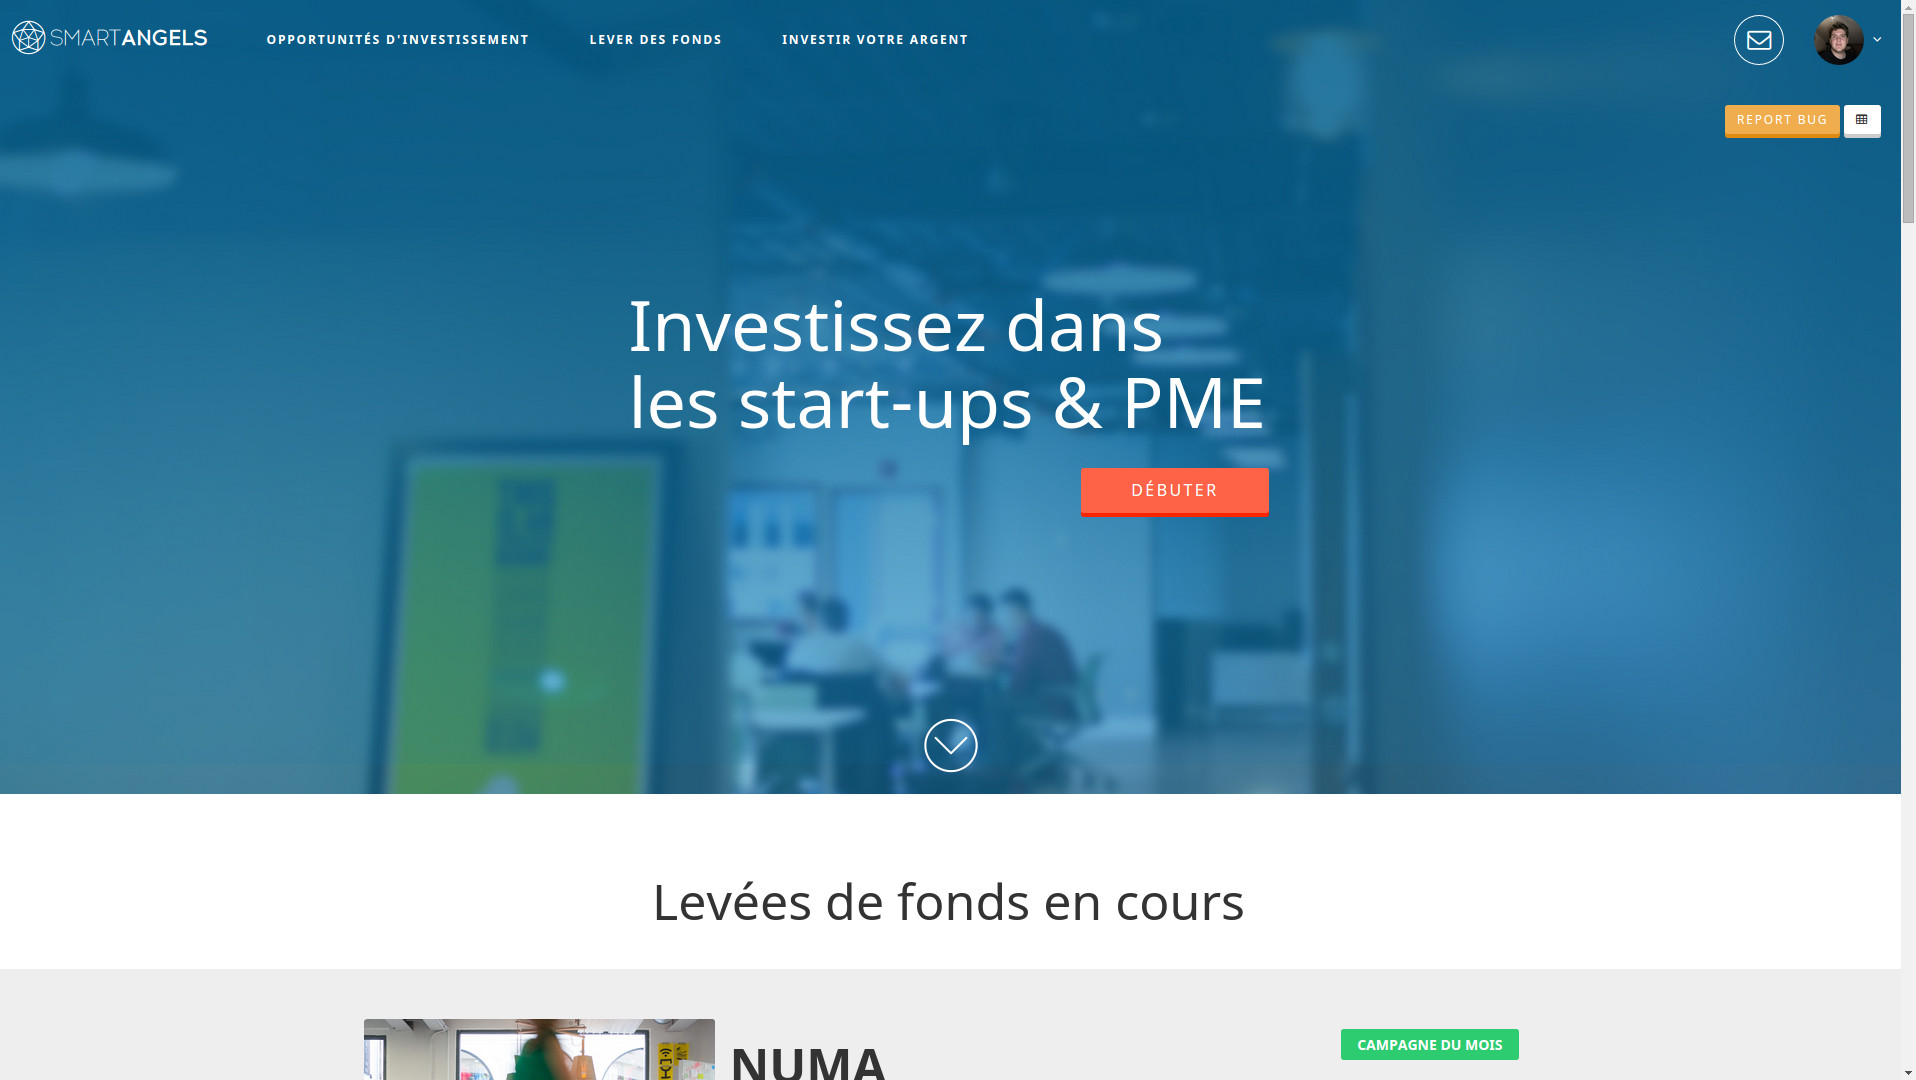 SMARTANGELS
OPPORTUNITÉS D'INVESTISSEMENT
LEVER DES FONDS
INVESTIR VOTRE ARGENT
REPORT BUG
Investissez dans
les start-ups & PME
DÉBUTER
Levées de fonds en cours
NUMA
CAMPAGNE DU MOIS